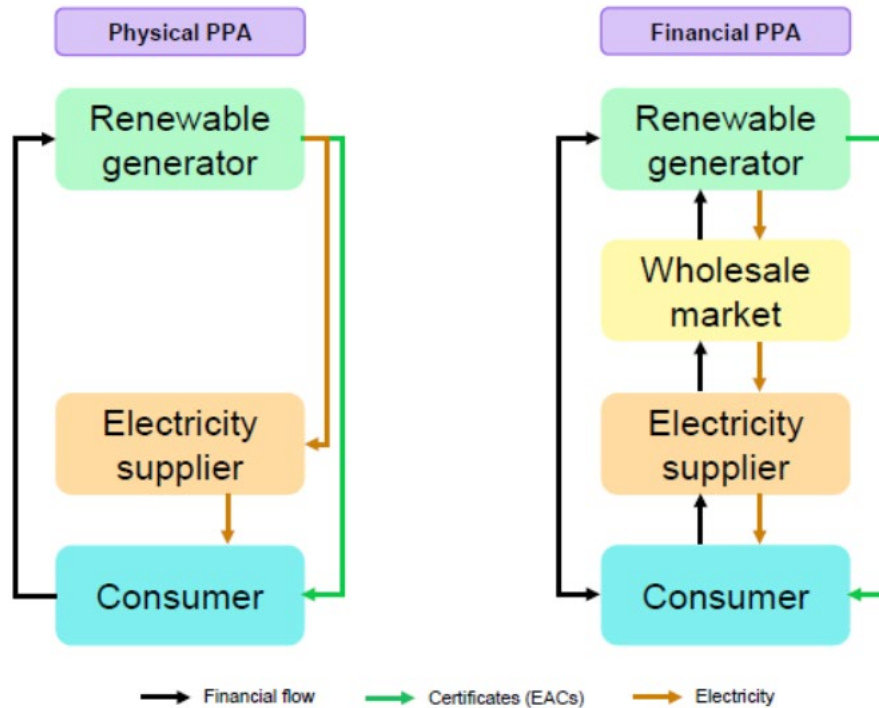 Physical PPA
Renewable
generator
Electricity
supplier
Consumer
Financial PPA
Renewable
generator
Wholesale
market
Electricity
supplier
Consumer
Financial flow
Certificates (EACs)
Electricity